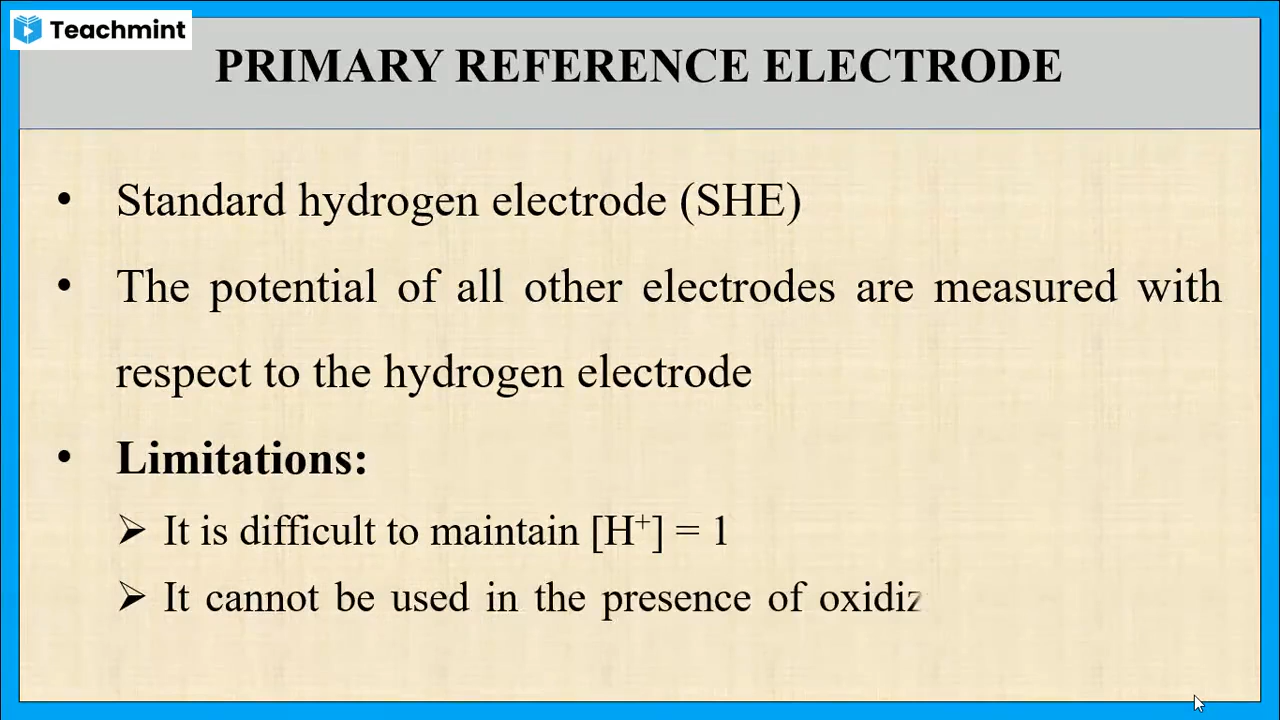 Teachmint
PRIMARY REFERENCE ELECTRODE
• Standard hydrogen electrode (SHE)
• The potential of all other electrodes are measured with
respect to the hydrogen electrode
• Limitations:
➢ It is difficult to maintain [H⁺] = 1
➢ It cannot be used in the presence of oxidiz